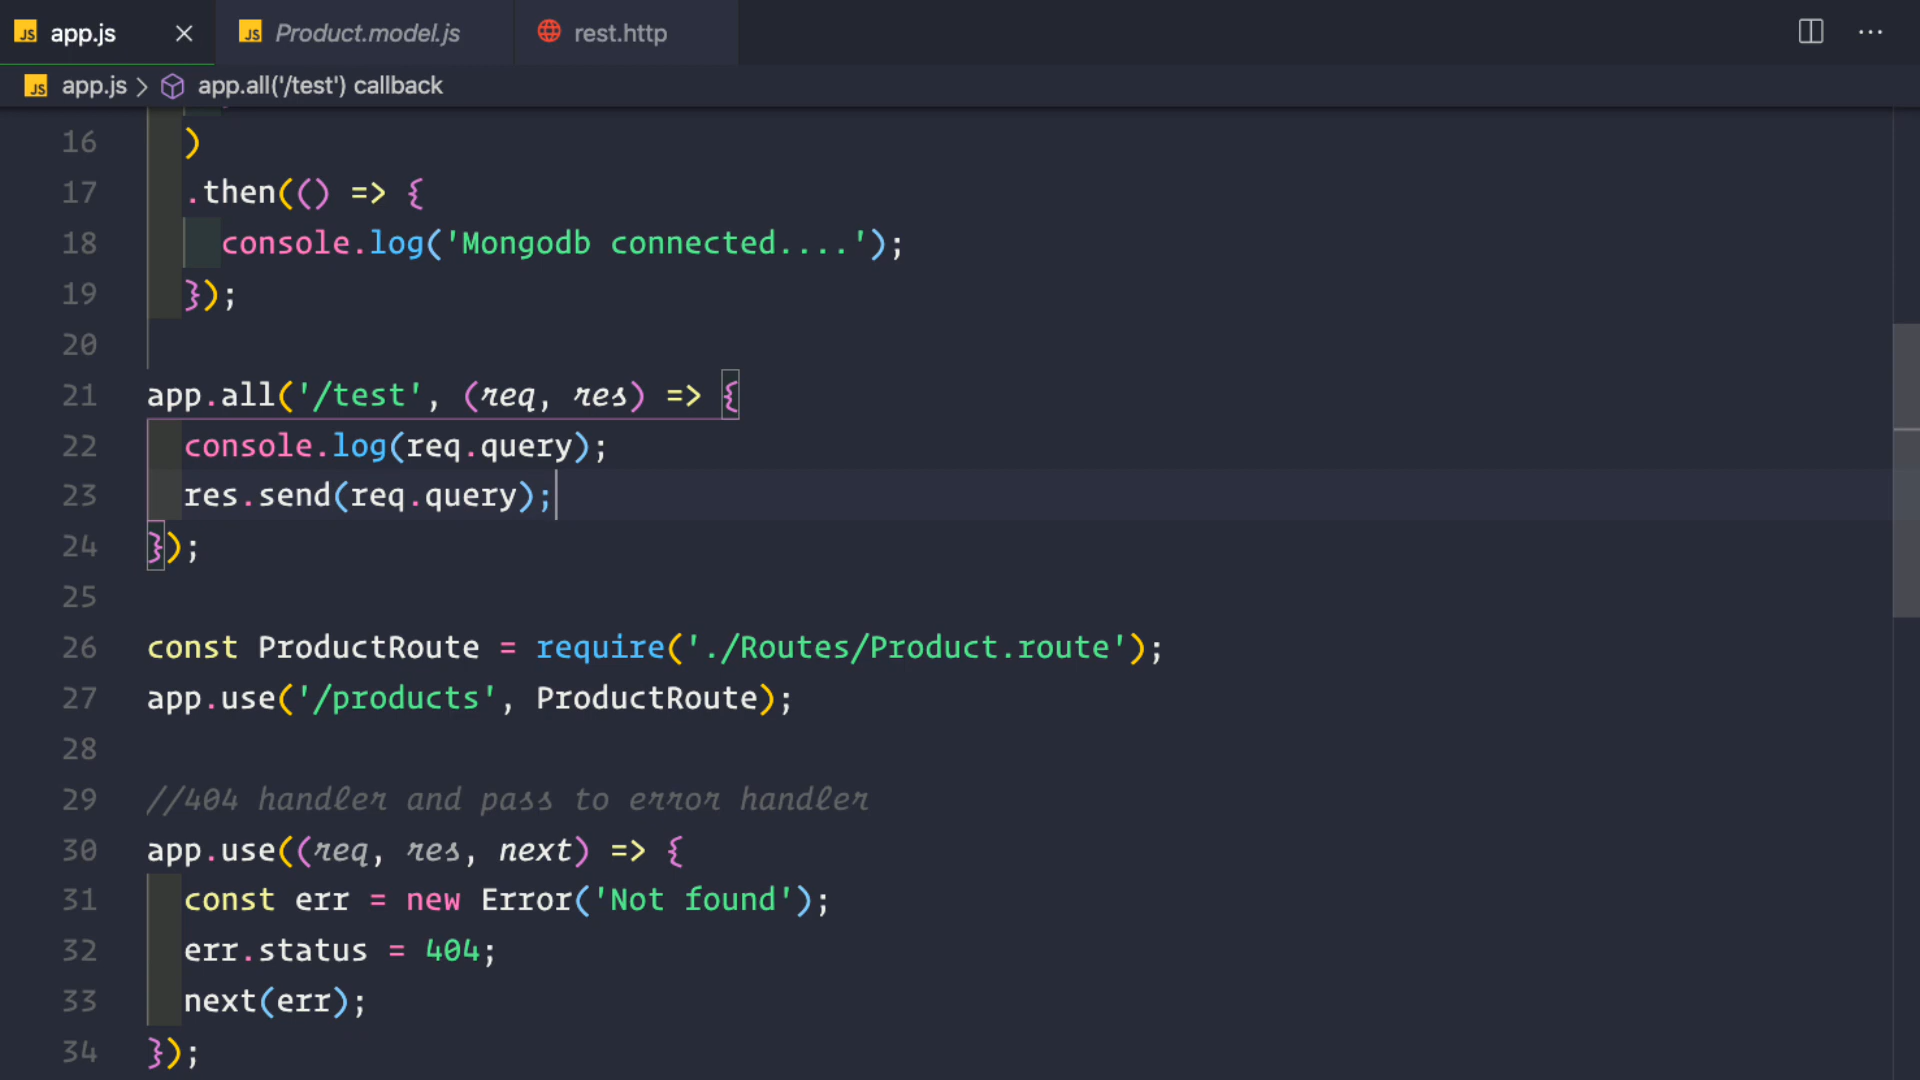 JS app.js × JS Product.model.js rest.http ...
JS app.js > app.all('/test') callback
16 )
17 .then(() => {
18 console.log('Mongodb connected....');
19 });
20
21 app.all('/test', (req, res) => {
22 console.log(req.query);
23 res.send(req.query);
24 });
25
26 const ProductRoute = require('./Routes/Product.route');
27 app.use('/products', ProductRoute);
28
29 //404 handler and pass to error handler
30 app.use((req, res, next) => {
31 const err = new Error('Not found');
32 err.status = 404;
33 next(err);
34 });